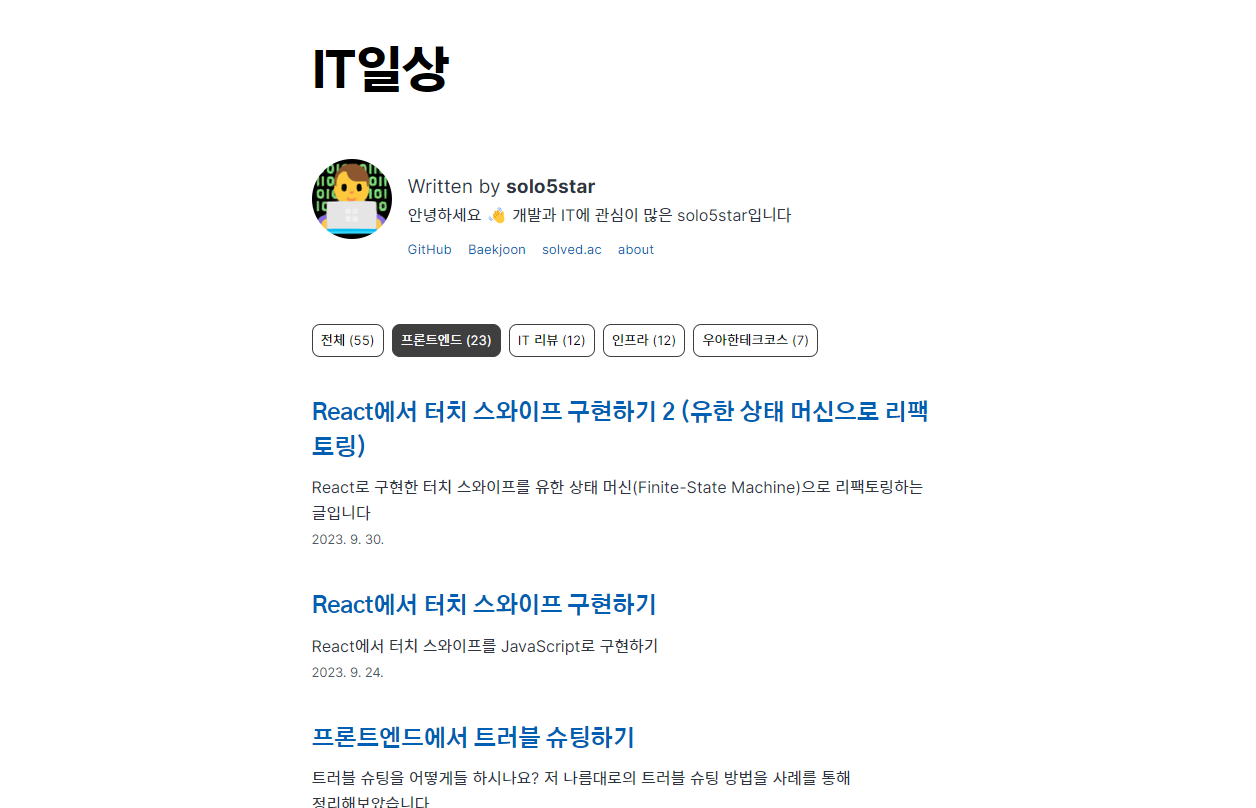 IT일상
Written by solo5star
안녕하세요 👋 개발과 IT에 관심이 많은 solo5star입니다
GitHub Baekjoon solved.ac about
전체 (55) 프론트엔드 (23) IT 리뷰 (12) 인프라 (12) 우아한테크코스 (7)
React에서 터치 스와이프 구현하기 2 (유한 상태 머신으로 리팩
토링)
React로 구현한 터치 스와이프를 유한 상태 머신(Finite-State Machine)으로 리팩토링하는
글입니다
2023. 9. 30.
React에서 터치 스와이프 구현하기
React에서 터치 스와이프를 JavaScript로 구현하기
2023. 9. 24.
프론트엔드에서 트러블 슈팅하기
트러블 슈팅을 어떻게들 하시나요? 저 나름대로의 트러블 슈팅 방법을 사례를 통해
정리해보았습니다